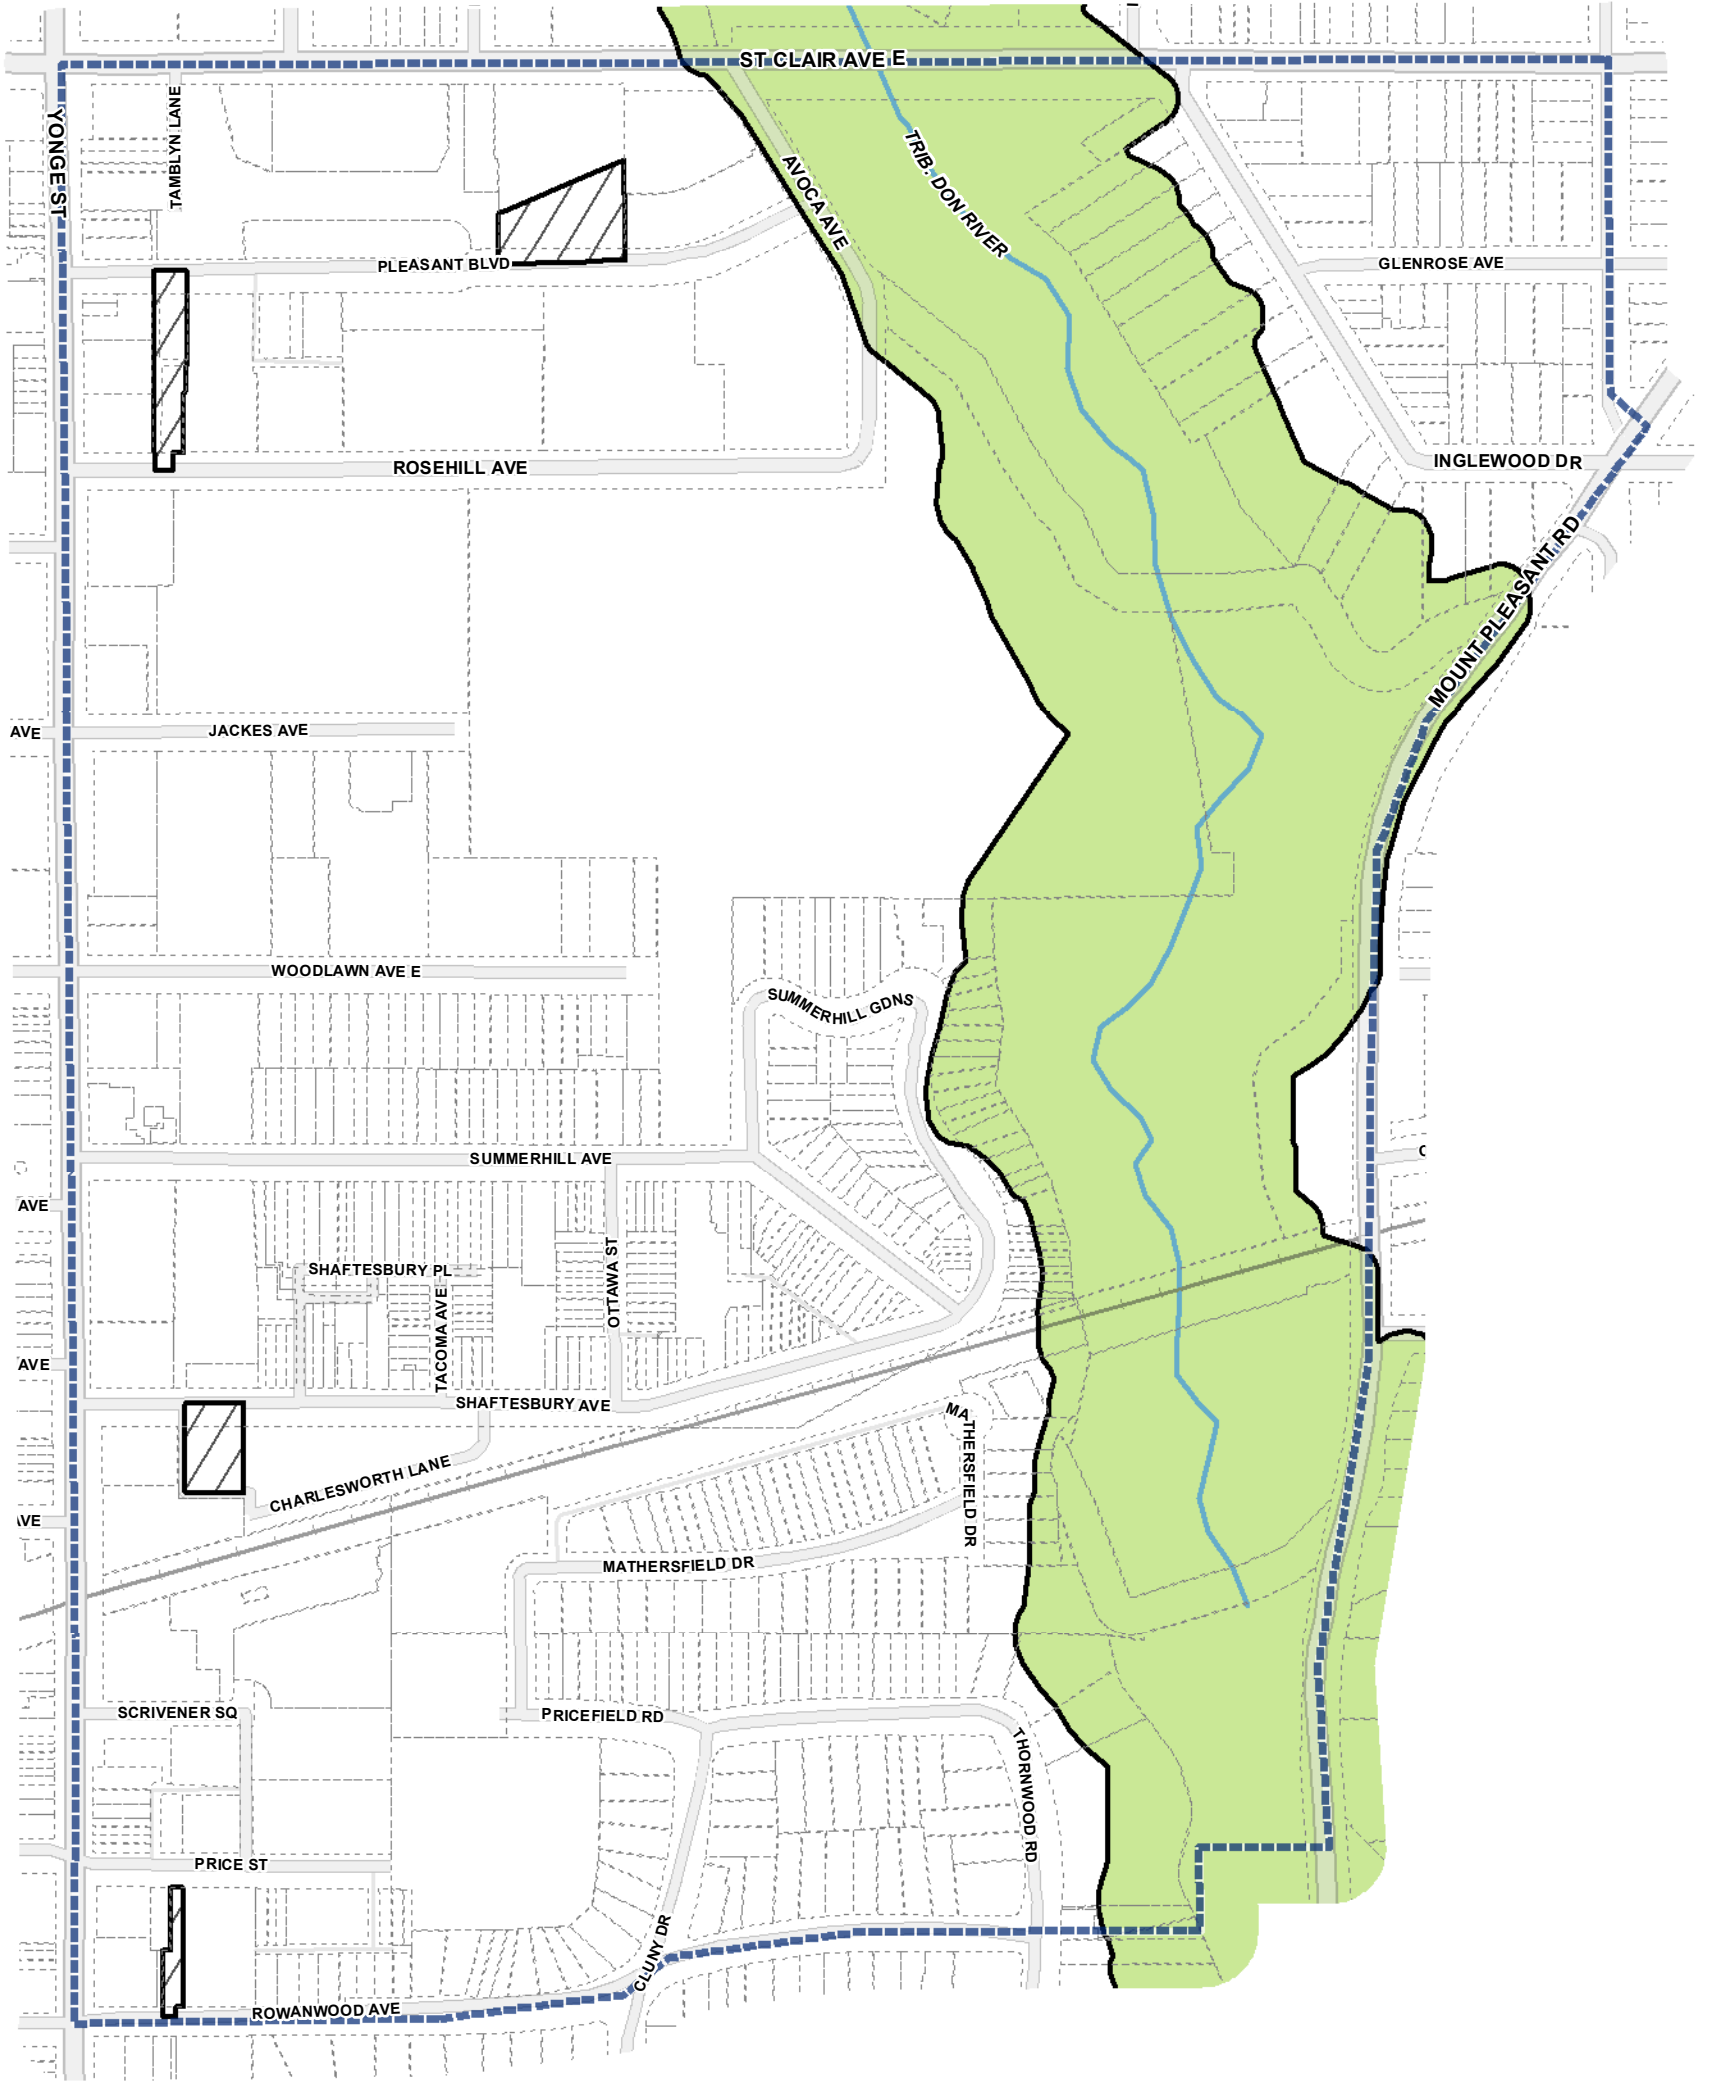 ST CLAIR AVE E
YONGE ST
TAMBLYN LANE
AVOCA AVE
TRIB. DON RIVER
PLEASANT BLVD
GLENROSE AVE
ROSEHILL AVE
INGLEWOOD DR
MOUNT PLEASANT RD
AVE
JACKES AVE
WOODLAWN AVE E
SUMMERHILL GDNS
SUMMERHILL AVE
AVE
OTTAWA ST
SHAFTESBURY PL
TACOMA AVE
AVE
SHAFTESBURY AVE
MATHERSFIELD DR
CHARLESWORTH LANE
MATHERSFIELD DR
SCRIVENER SQ
PRICEFIELD RD
THORNWOOD RD
PRICE ST
CLUNY DR
ROWANWOOD AVE